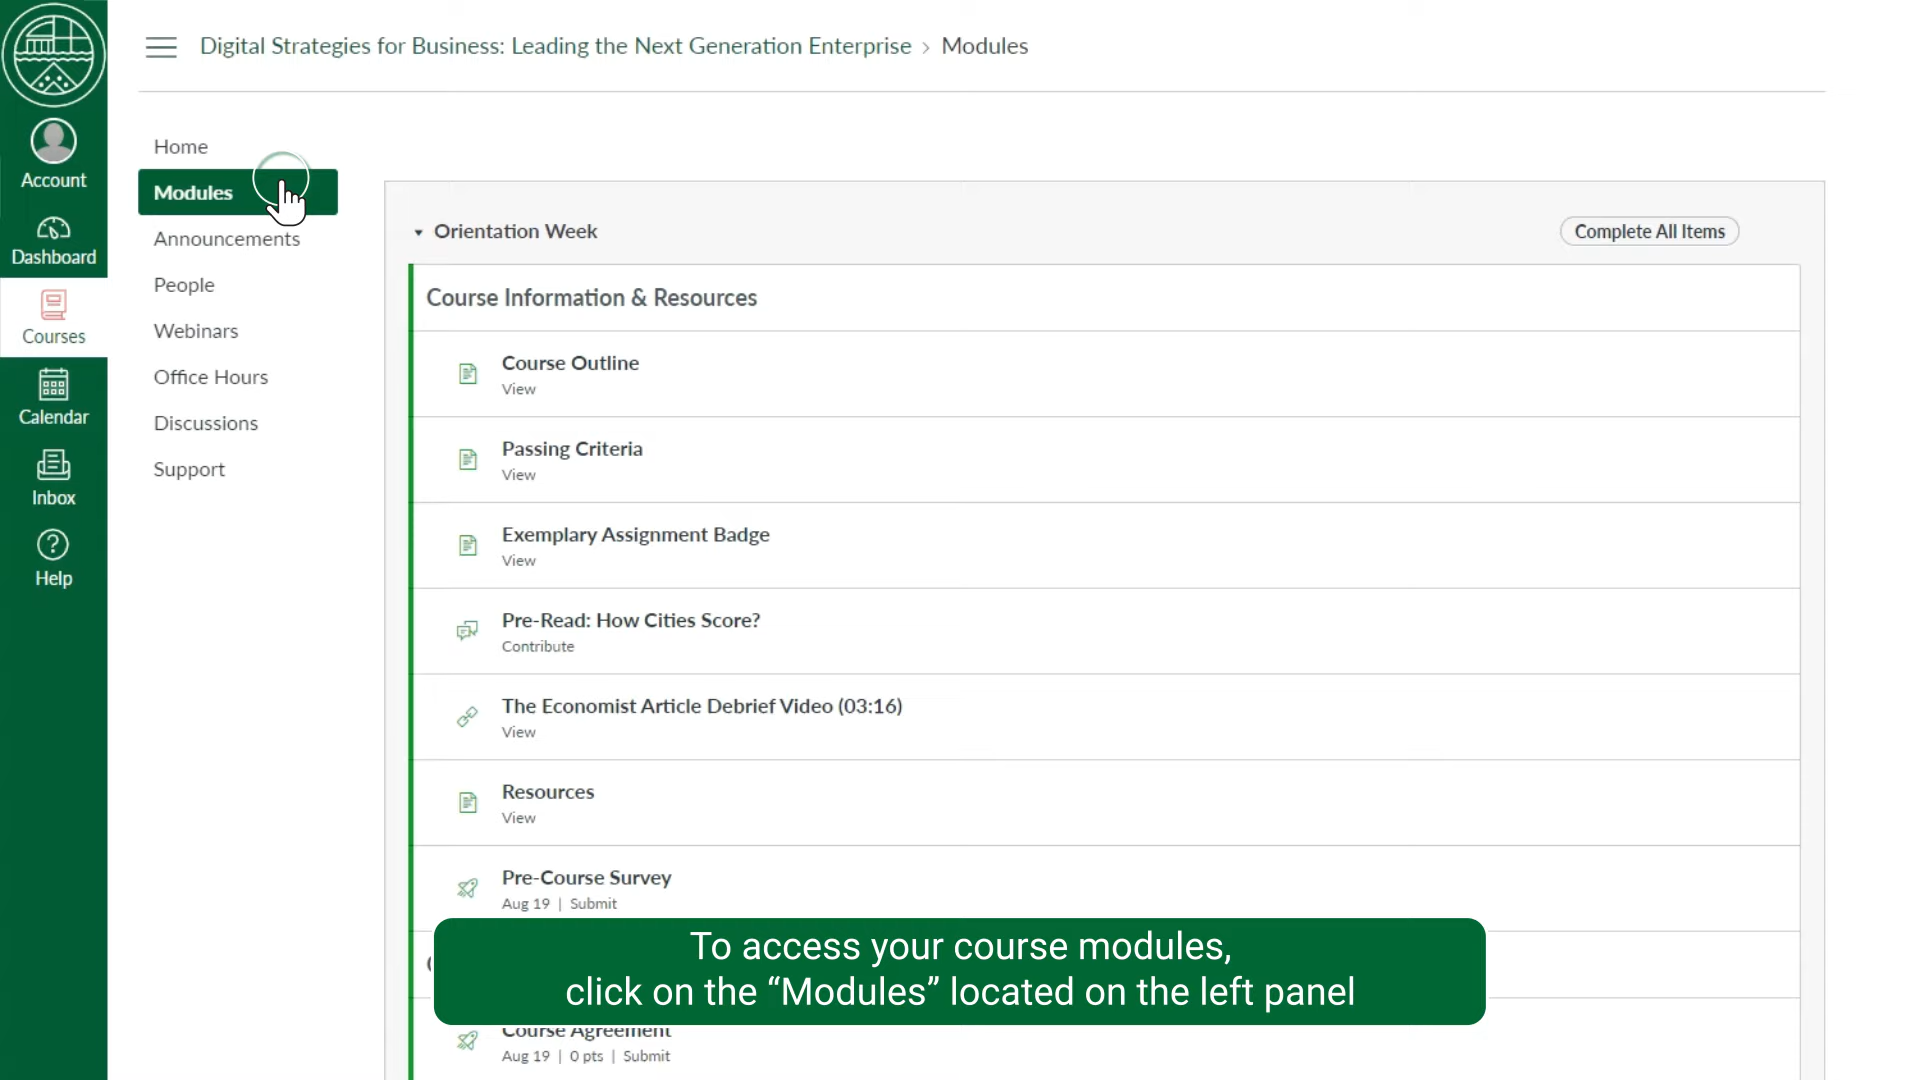 Digital Strategies for Business: Leading the Next Generation Enterprise › Modules
Account
Dashboard
Courses
Calendar
Inbox
Help
Home
Modules
Announcements
People
Webinars
Office Hours
Discussions
Support
Orientation Week
Complete All Items
Course Information & Resources
Course Outline
View
Passing Criteria
View
Exemplary Assignment Badge
View
Pre-Read: How Cities Score?
Contribute
The Economist Article Debrief Video (03:16)
View
Resources
View
Pre-Course Survey
Aug 19 | Submit
To access your course modules,
click on the “Modules” located on the left panel
Course Agreement
Aug 19 | 0 pts | Submit